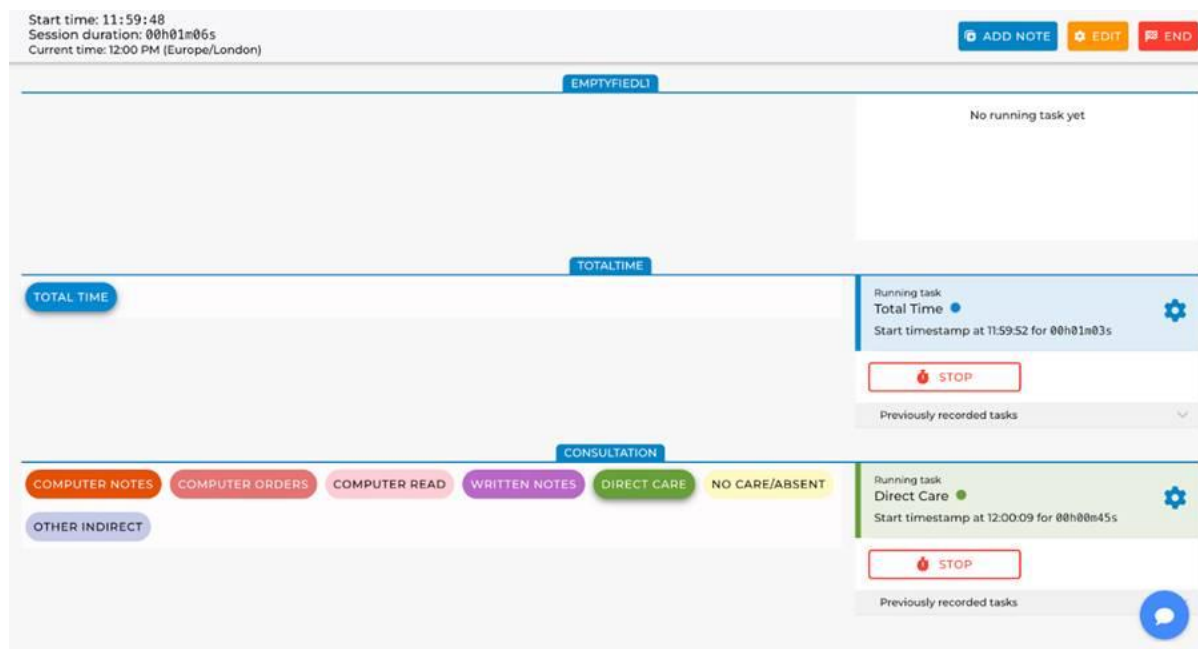 Start time: 11:59:48
Session duration: 00h01m06s
Current time: 12:00 PM (Europe/London)
ADD NOTE
EDIT
END
EMPTYFIEDL1
No running task yet
TOTALTIME
TOTAL TIME
Running task
Total Time
Start timestamp at 11:59:52 for 00h01m03s
STOP
Previously recorded tasks
CONSULTATION
COMPUTER NOTES
COMPUTER ORDERS
COMPUTER READ
WRITTEN NOTES
DIRECT CARE
NO CARE/ABSENT
OTHER INDIRECT
Running task
Direct Care
Start timestamp at 12:00:09 for 00h00m45s
STOP
Previously recorded tasks